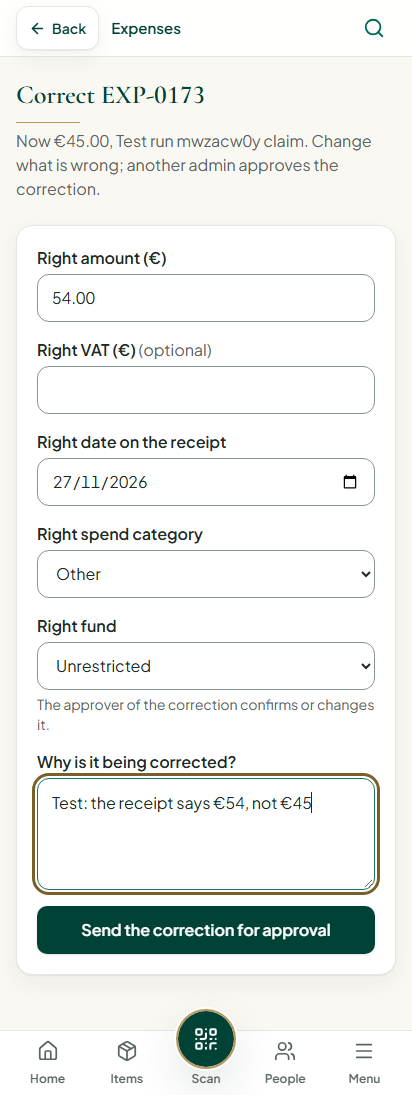 Back
Expenses
Correct EXP-0173
Now €45.00, Test run mwzacw0y claim. Change
what is wrong; another admin approves the
correction.
Right amount (€)
54.00
Right VAT (€) (optional)
Right date on the receipt
27/11/2026
Right spend category
Other
Right fund
Unrestricted
The approver of the correction confirms or changes
it.
Why is it being corrected?
Test: the receipt says €54, not €45
Send the correction for approval
Home
Items
Scan
People
Menu